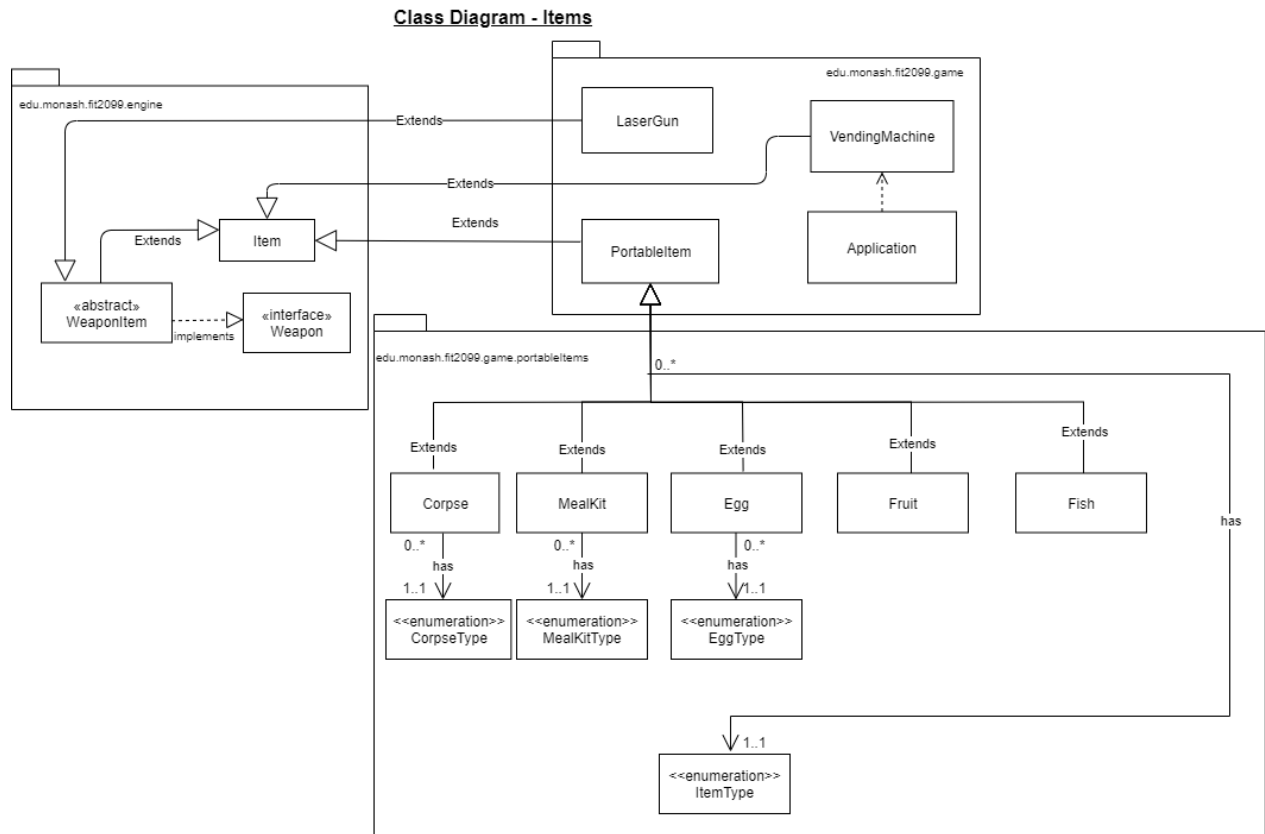 Class Diagram - Items
edu.monash.fit2099.engine
edu.monash.fit2099.game
Extends
LaserGun
VendingMachine
Extends
Extends
Extends
Item
PortableItem
Application
«abstract»
WeaponItem
implements
«interface»
Weapon
edu.monash.fit2099.game.portableItems
0..*
Extends
Extends
Extends
Extends
Extends
Corpse
MealKit
Egg
Fruit
Fish
has
0..*
0..*
0..*
has
has
has
1..1
1..1
1..1
<<enumeration>>
CorpseType
<<enumeration>>
MealKitType
<<enumeration>>
EggType
1..1
<<enumeration>>
ItemType